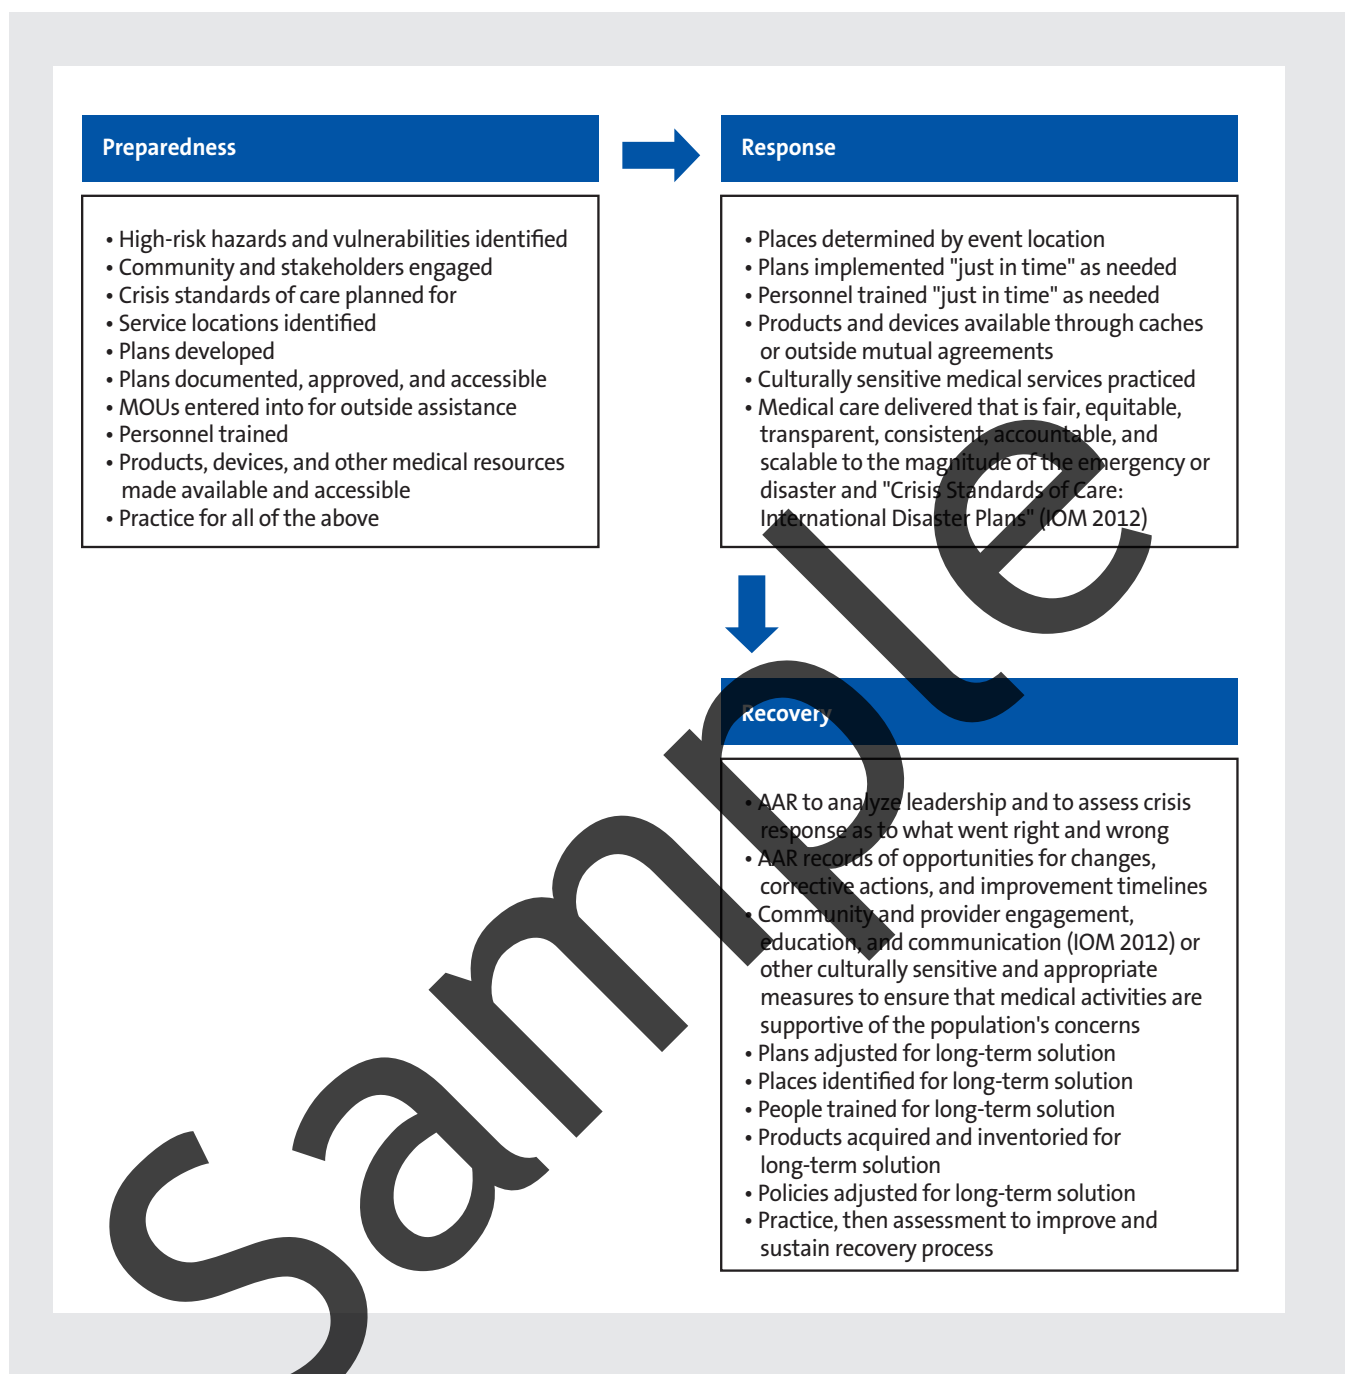 Preparedness
• High-risk hazards and vulnerabilities identified
• Community and stakeholders engaged
• Crisis standards of care planned for
• Service locations identified
• Plans developed
• Plans documented, approved, and accessible
• MOUs entered into for outside assistance
• Personnel trained
• Products, devices, and other medical resources
made available and accessible
• Practice for all of the above
Response
• Places determined by event location
• Plans implemented "just in time" as needed
• Personnel trained "just in time" as needed
• Products and devices available through caches
or outside mutual agreements
• Culturally sensitive medical services practiced
• Medical care delivered that is fair, equitable,
transparent, consistent, accountable, and
scalable to the magnitude of the emergency or
disaster and "Crisis Standards of Care:
International Disaster Plans" (IOM 2012)
Recovery
• AAR to analyze leadership and to assess crisis
response as to what went right and wrong
• AAR records of opportunities for changes,
corrective actions, and improvement timelines
• Community and provider engagement,
education, and communication (IOM 2012) or
other culturally sensitive and appropriate
measures to ensure that medical activities are
supportive of the population's concerns
• Plans adjusted for long-term solution
• Places identified for long-term solution
• People trained for long-term solution
• Products acquired and inventoried for
long-term solution
• Policies adjusted for long-term solution
• Practice, then assessment to improve and
sustain recovery process
Sample